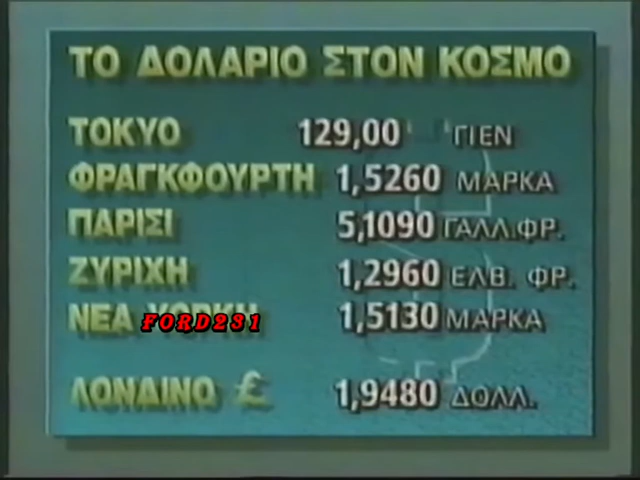 ΤΟ ΔΟΛΑΡΙΟ ΣΤΟΝ ΚΟΣΜΟ
ΤΟΚΥΟ 129,00 ΓΙΕΝ
ΦΡΑΓΚΦΟΥΡΤΗ 1,5260 ΜΑΡΚΑ
ΠΑΡΙΣΙ 5,1090 ΓΑΛΛ.ΦΡ.
ΖΥΡΙΧΗ 1,2960 ΕΛΒ. ΦΡ.
ΝΕΑ ΥΟΡΚΗ FORD231 1,5130 ΜΑΡΚΑ
ΛΟΝΔΙΝΟ £ 1,9480 ΔΟΛΛ.